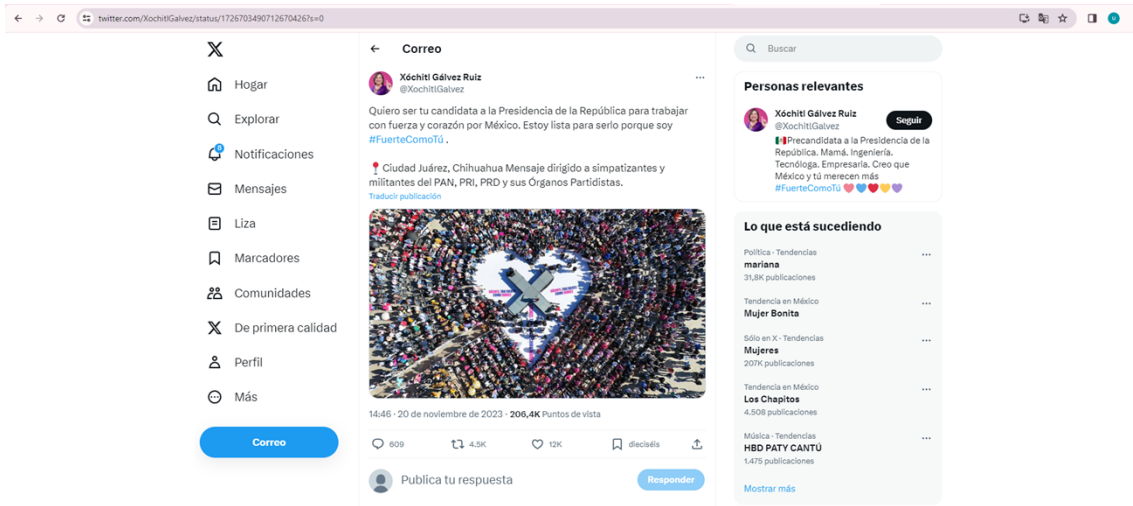 twitter.com/XochitlGalvez/status/1726703490712670426?s=0
Hogar
Explorar
Notificaciones
Mensajes
Liza
Marcadores
Comunidades
De primera calidad
Perfil
Más
Correo
Correo
Xóchitl Gálvez Ruiz
@XochitlGalvez
Quiero ser tu candidata a la Presidencia de la República para trabajar
con fuerza y corazón por México. Estoy lista para serlo porque soy
#FuerteComoTú .
Ciudad Juárez, Chihuahua Mensaje dirigido a simpatizantes y
militantes del PAN, PRI, PRD y sus Órganos Partidistas.
Traducir publicación
14:46 · 20 de noviembre de 2023 · 206,4K Puntos de vista
609 4.5K 12K dieciséis
Publica tu respuesta
Responder
Buscar
Personas relevantes
Xóchitl Gálvez Ruiz
@XochitlGalvez
Seguir
Precandidata a la Presidencia de la
República. Mamá. Ingeniería.
Tecnóloga. Empresaria. Creo que
México y tú merecen más
#FuerteComoTú
Lo que está sucediendo
Política · Tendencias
mariana
31,8K publicaciones
Tendencia en México
Mujer Bonita
Sólo en X · Tendencias
Mujeres
207K publicaciones
Tendencia en México
Los Chapitos
4.508 publicaciones
Música · Tendencias
HBD PATY CANTÚ
1.475 publicaciones
Mostrar más